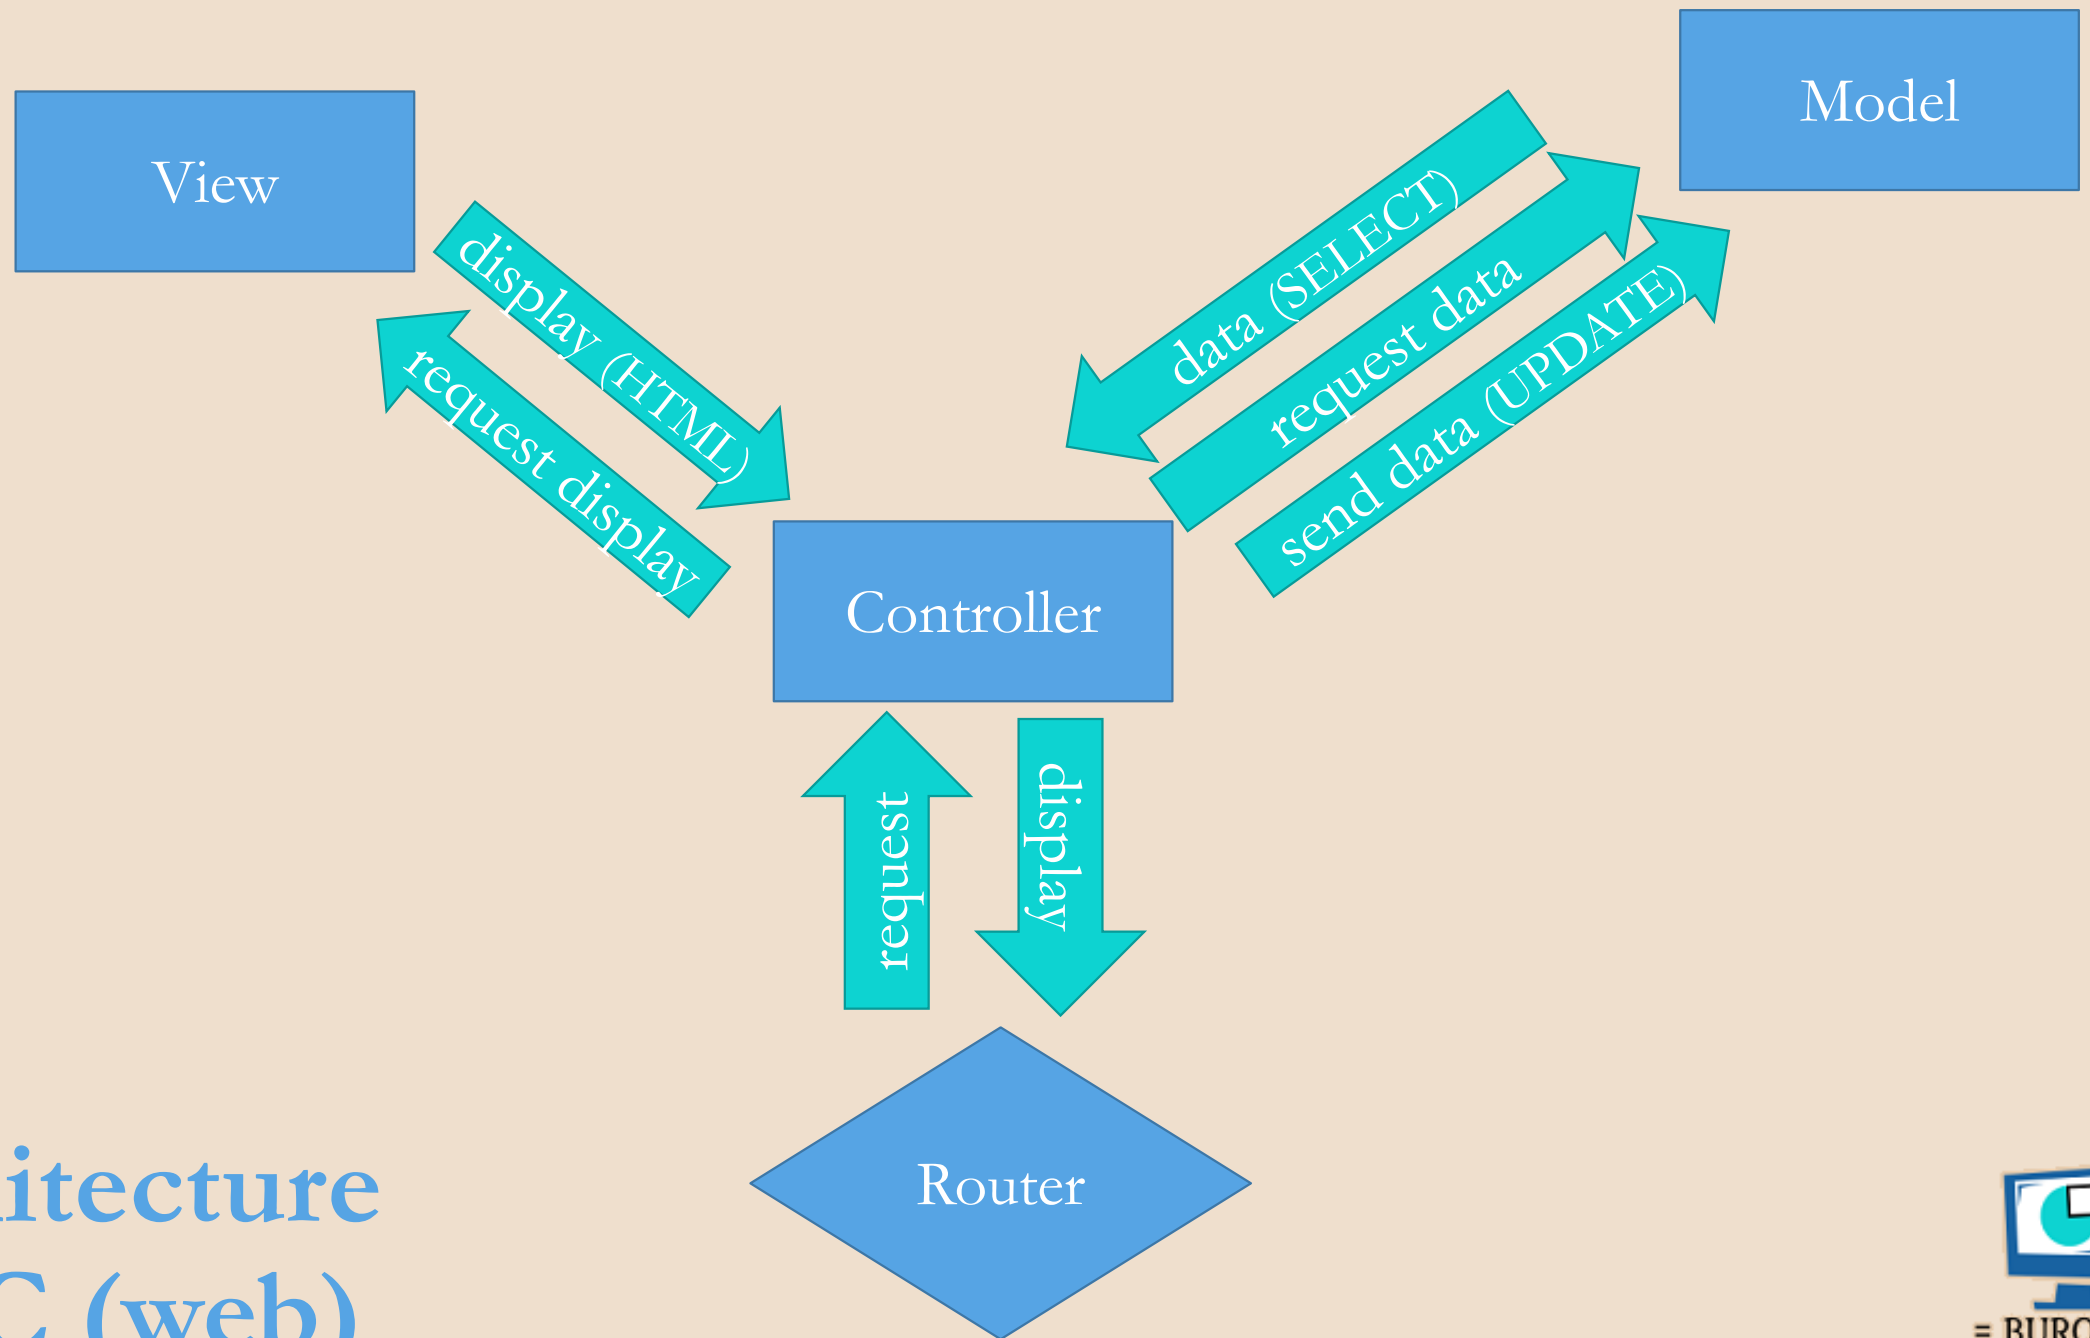 Model
View
data (SELECT)
request data
send data (UPDATE)
display (HTML)
request display
Controller
request
display
Router
itecture
C (web)
= BURO